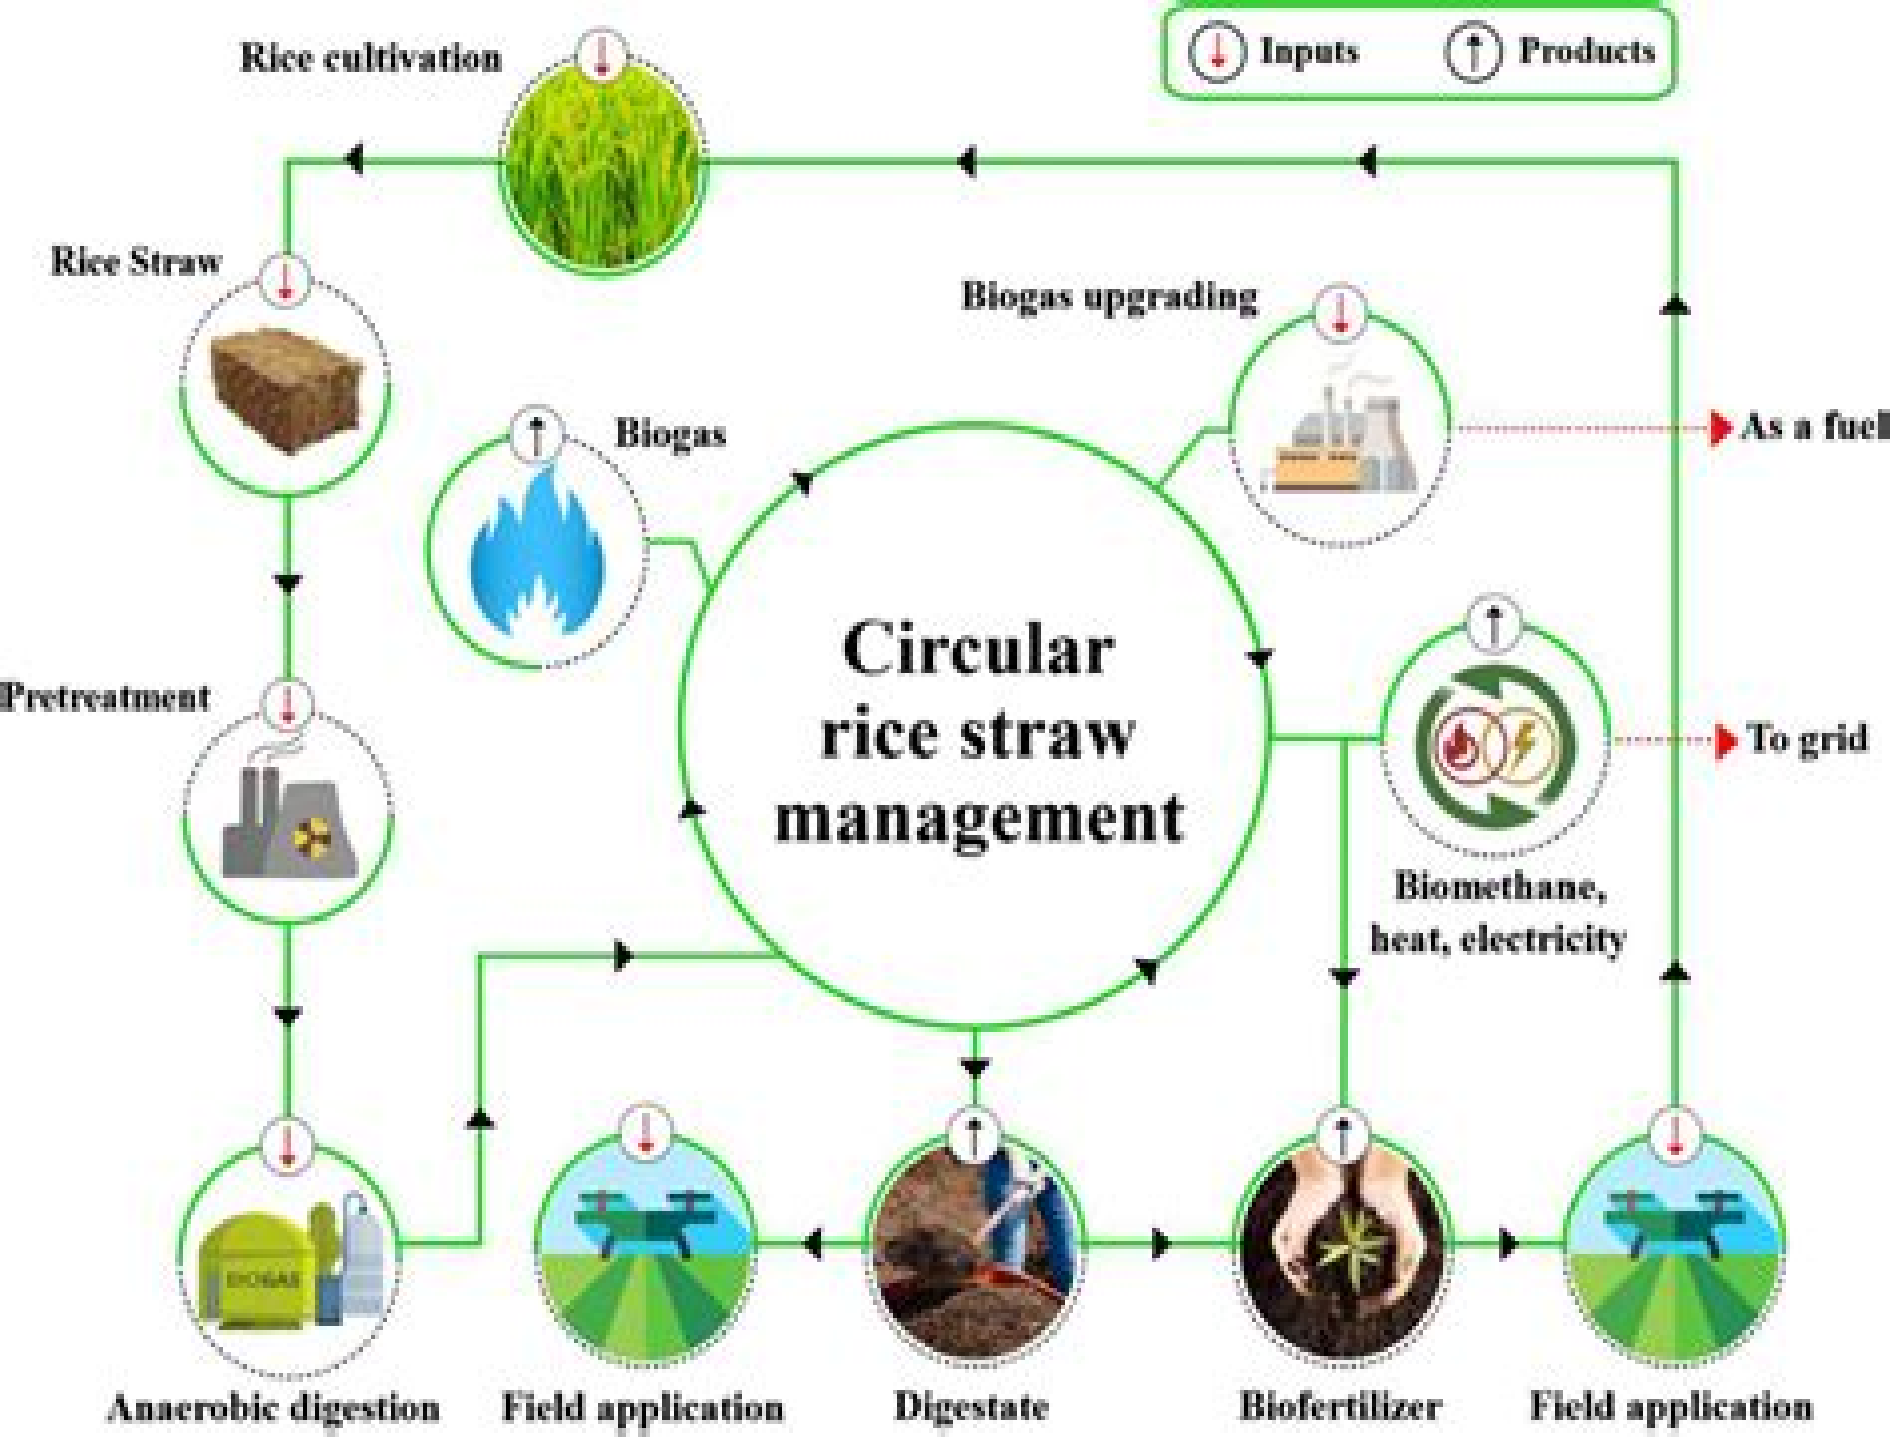 Inputs
Products
Rice cultivation
Rice Straw
Biogas upgrading
As a fuel
Biogas
Circular
rice straw
management
Pretreatment
To grid
Biomethane,
heat, electricity
BIOGAS
Anaerobic digestion
Field application
Digestate
Biofertilizer
Field application